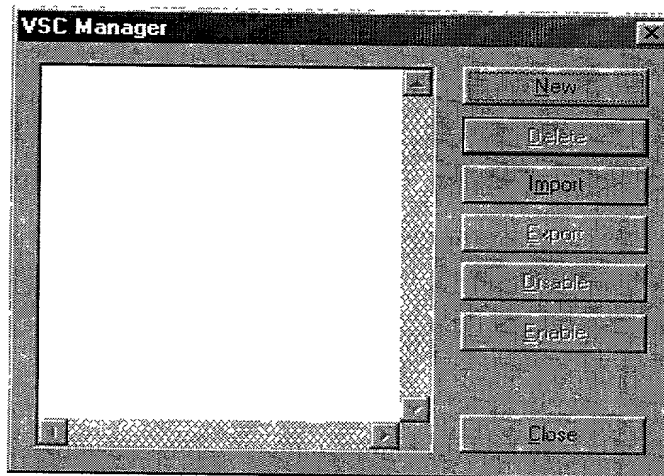 VSC Manager
New
Delete
Import
Export
Disable
Enable
Close